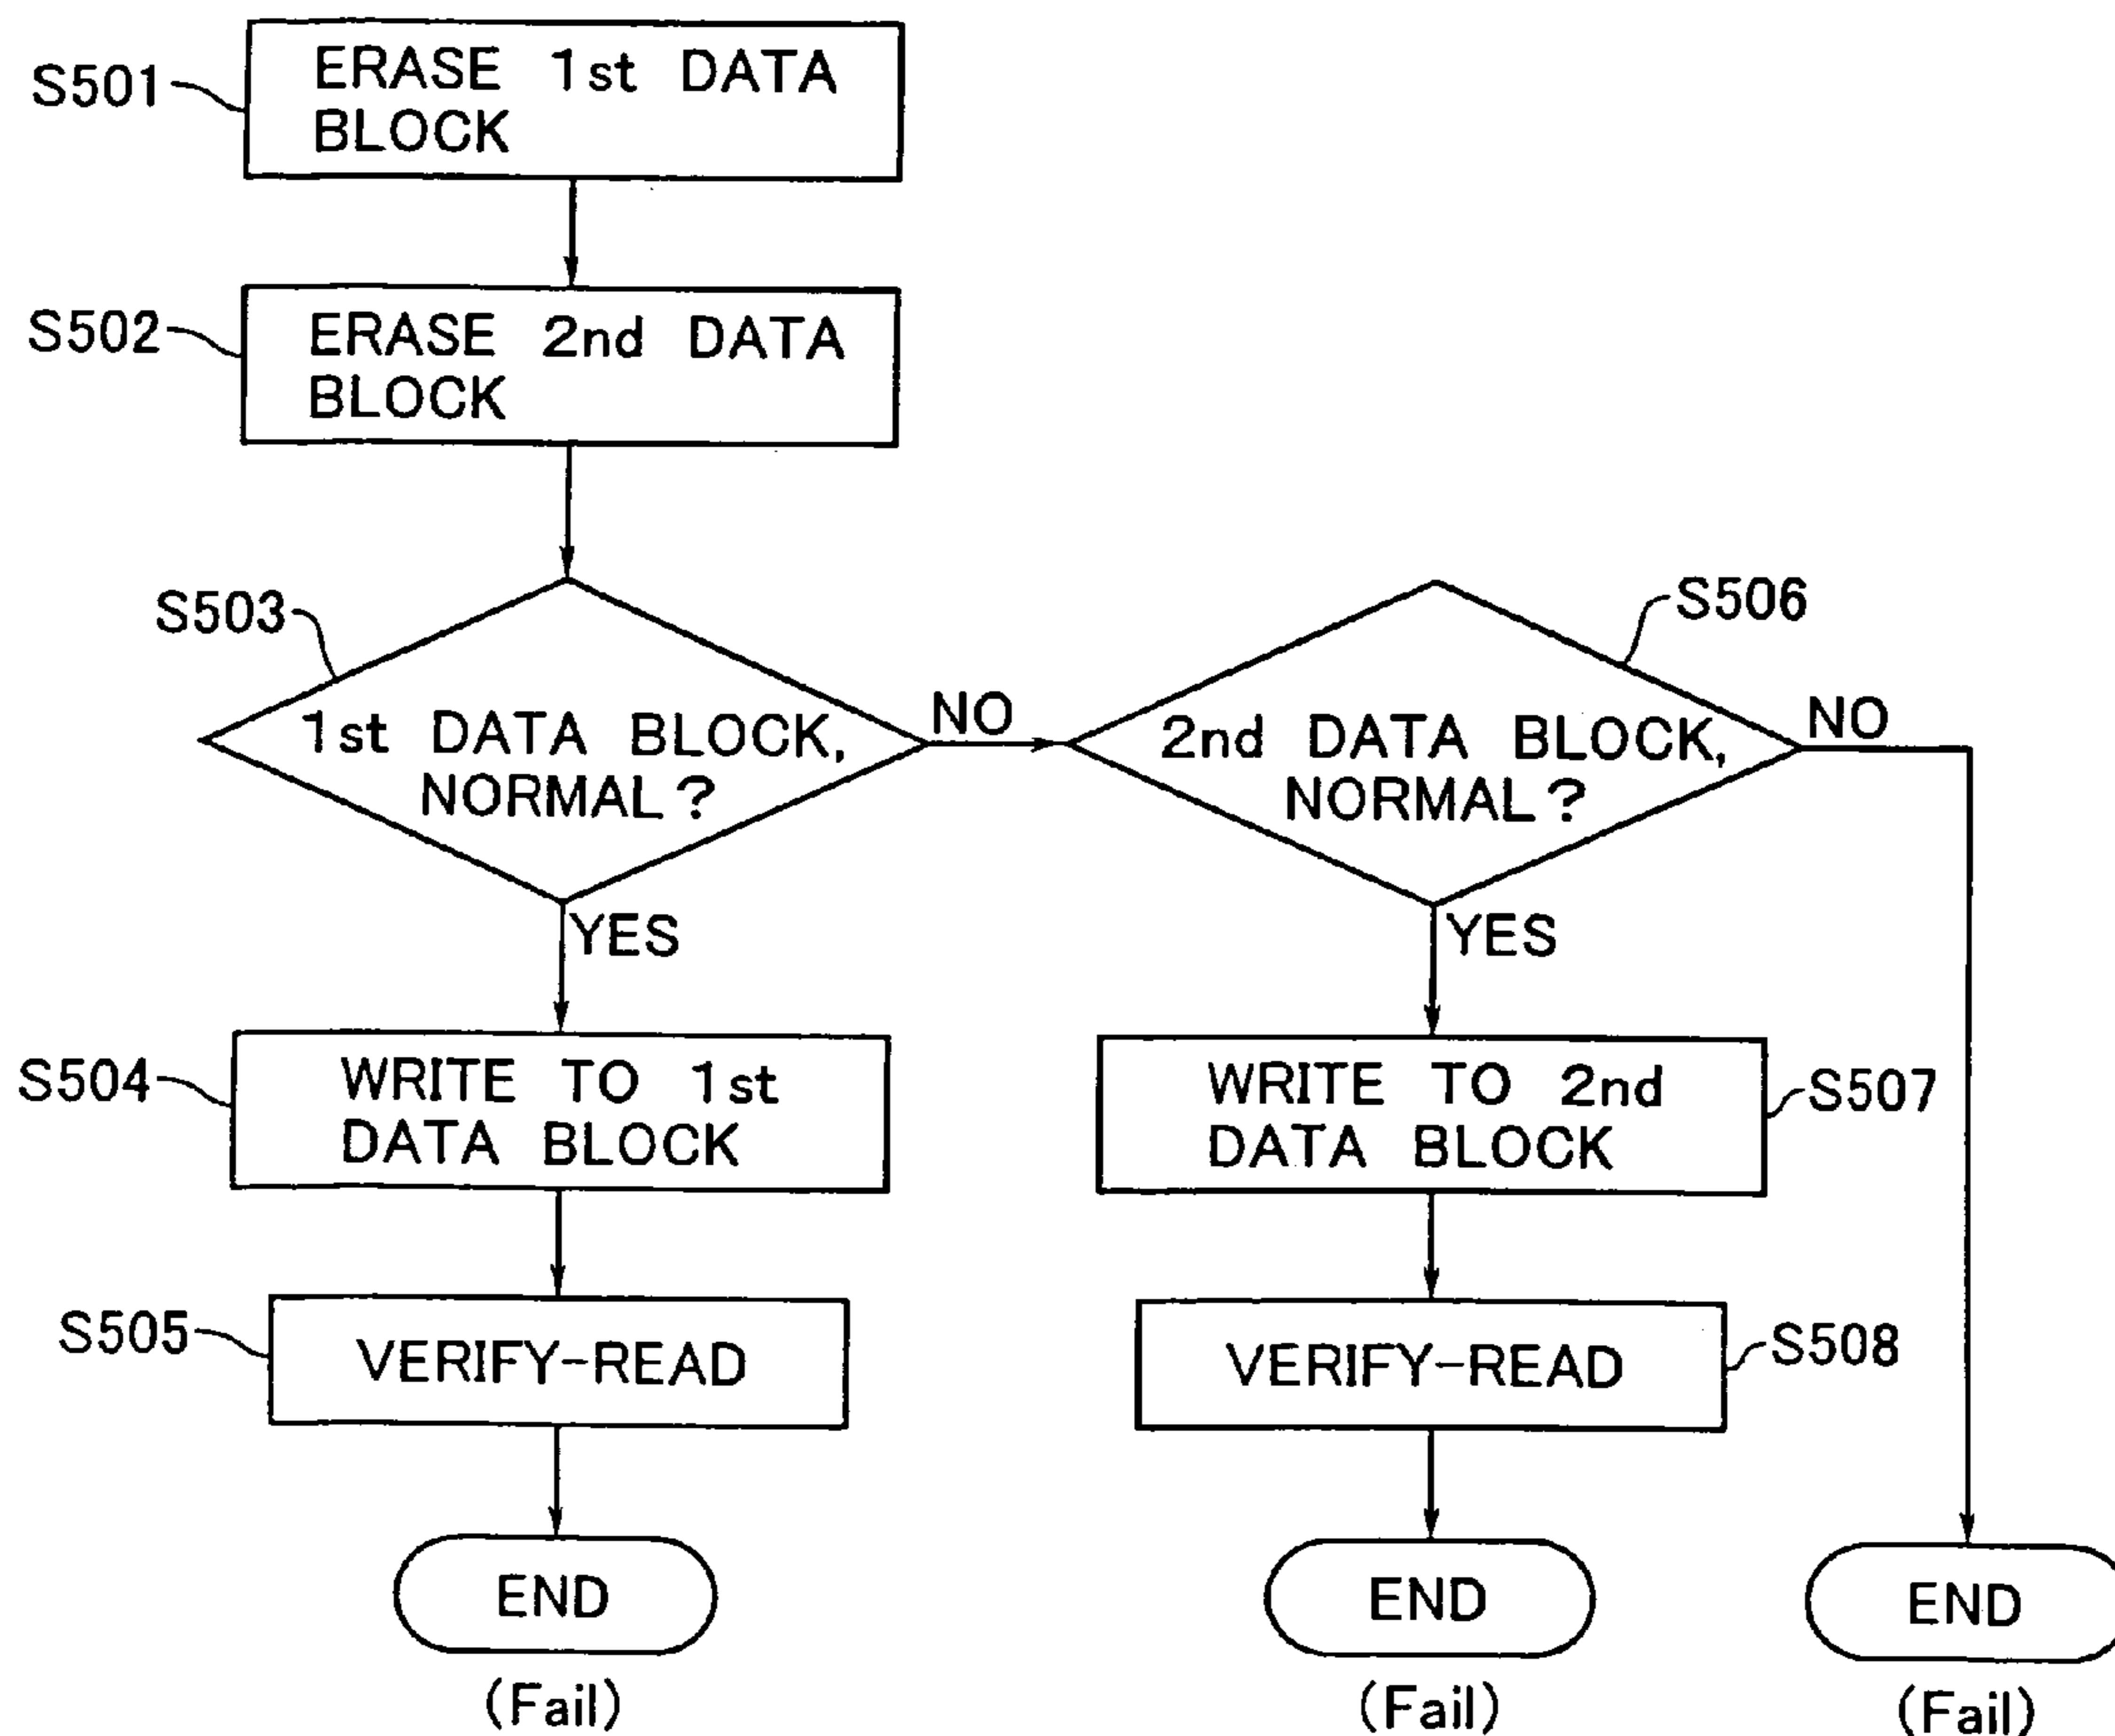 S501
ERASE 1st DATA
BLOCK
S502
ERASE 2nd DATA
BLOCK
S503
1st DATA BLOCK,
NORMAL?
NO
YES
S506
2nd DATA BLOCK,
NORMAL?
NO
YES
S504
WRITE TO 1st
DATA BLOCK
S507
WRITE TO 2nd
DATA BLOCK
S505
VERIFY-READ
S508
VERIFY-READ
END
(Fail)
END
(Fail)
END
(Fail)